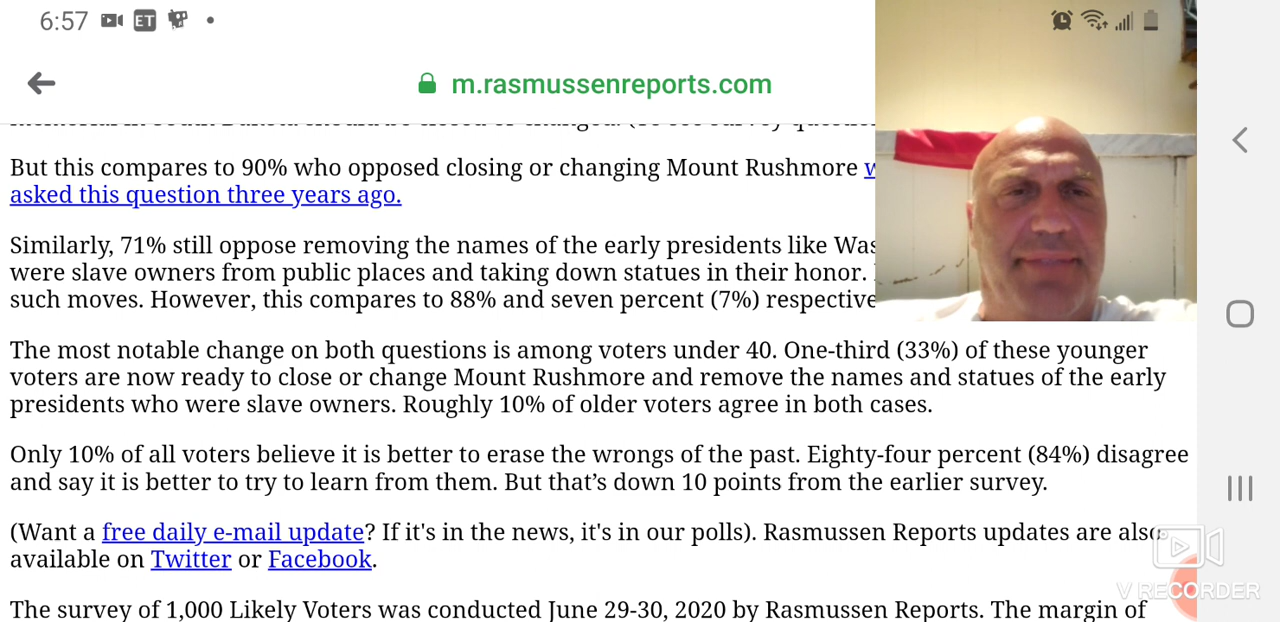 6:57 ET
m.rasmussenreports.com
But this compares to 90% who opposed closing or changing Mount Rushmore
asked this question three years ago.
Similarly, 71% still oppose removing the names of the early presidents like
were slave owners from public places and taking down statues in their honor.
such moves. However, this compares to 88% and seven percent (7%)
The most notable change on both questions is among voters under 40. One-third (33%) of these younger
voters are now ready to close or change Mount Rushmore and remove the names and statues of the early
presidents who were slave owners. Roughly 10% of older voters agree in both cases.
Only 10% of all voters believe it is better to erase the wrongs of the past. Eighty-four percent (84%) disagree
and say it is better to try to learn from them. But that’s down 10 points from the earlier survey.
(Want a free daily e-mail update? If it's in the news, it's in our polls). Rasmussen Reports updates are also
available on Twitter or Facebook.
The survey of 1,000 Likely Voters was conducted June 29-30, 2020 by Rasmussen Reports. The margin of
V RECORDER